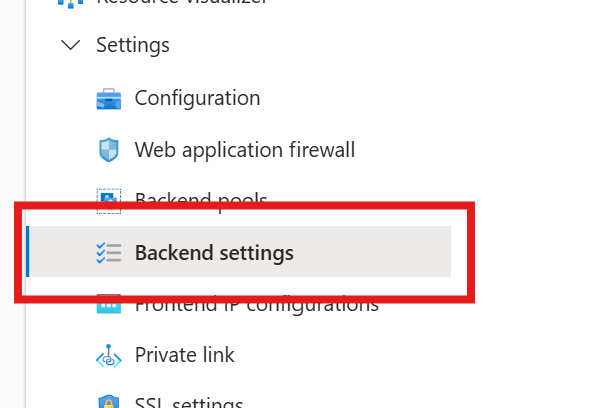 Resource visualizer
Settings
Configuration
Web application firewall
Backend pools
Backend settings
Frontend IP configurations
Private link
SSL settings